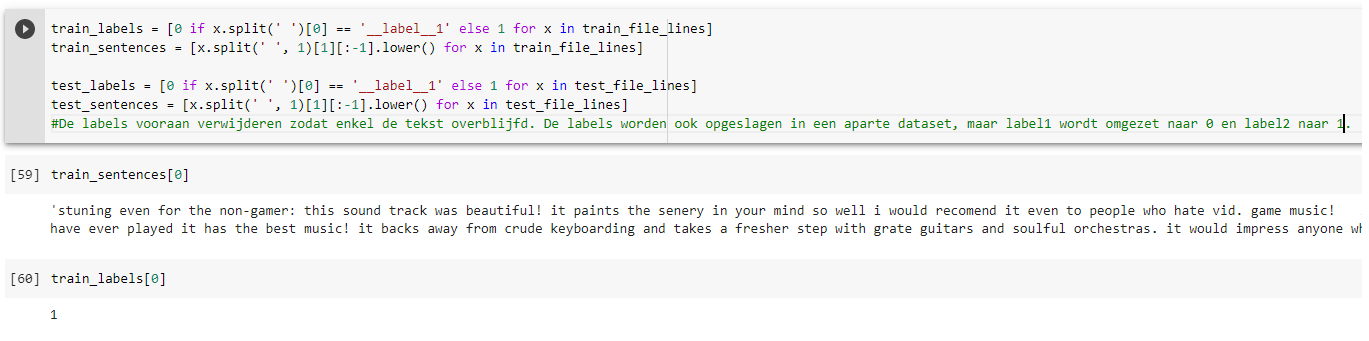 train_labels = [0 if x.split(' ')[0] == '__label__1' else 1 for x in train_file_lines]
train_sentences = [x.split(' ', 1)[1][:-1].lower() for x in train_file_lines]
test_labels = [0 if x.split(' ')[0] == '__label__1' else 1 for x in test_file_lines]
test_sentences = [x.split(' ', 1)[1][:-1].lower() for x in test_file_lines]
#De labels vooraan verwijderen zodat enkel de tekst overblijfd. De labels worden ook opgeslagen in een aparte dataset, maar label1 wordt omgezet naar 0 en label2 naar 1.
[59] train_sentences[0]
'stuning even for the non-gamer: this sound track was beautiful! it paints the senery in your mind so well i would recomend it even to people who hate vid. game music!
have ever played it has the best music! it backs away from crude keyboarding and takes a fresher step with grate guitars and soulful orchestras. it would impress anyone
[60] train_labels[0]
1